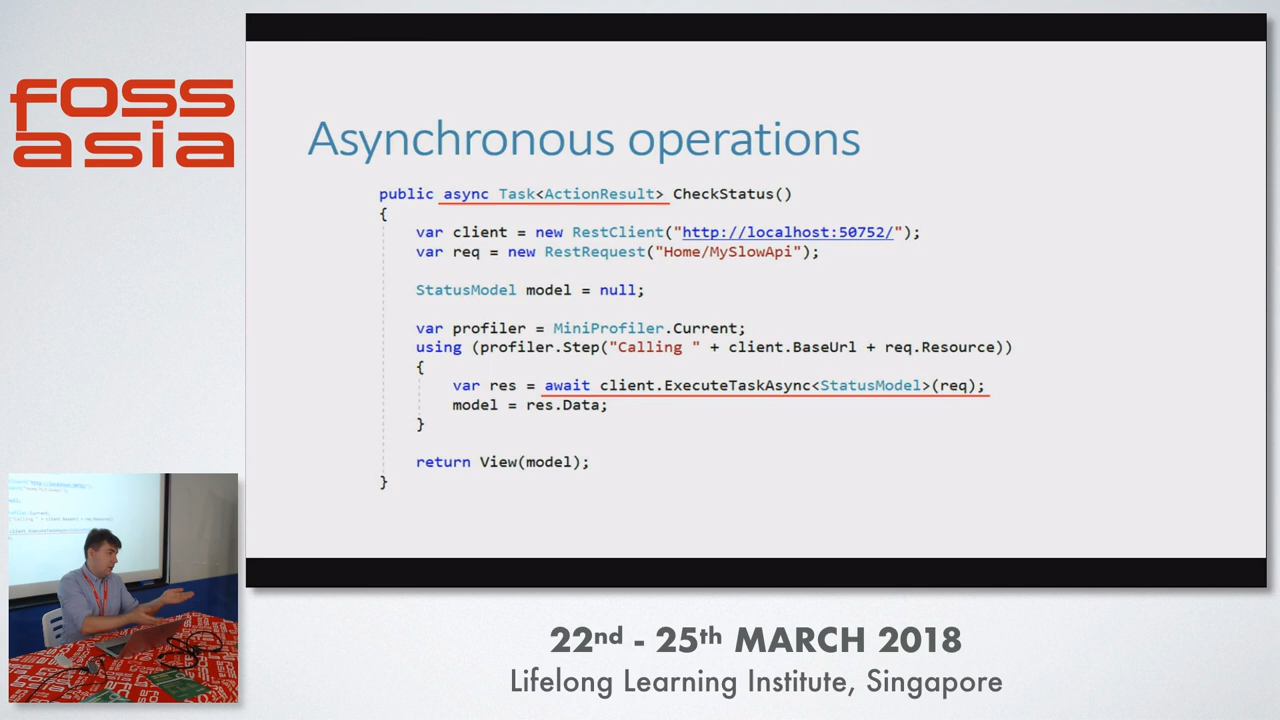 foss
asia
Asynchronous operations
public async Task<ActionResult> CheckStatus()
{
var client = new RestClient("http://localhost:50752/");
var req = new RestRequest("Home/MySlowApi");
StatusModel model = null;
var profiler = MiniProfiler.Current;
using (profiler.Step("Calling " + client.BaseUrl + req.Resource))
{
var res = await client.ExecuteTaskAsync<StatusModel>(req);
model = res.Data;
}
return View(model);
}
22nd - 25th MARCH 2018
Lifelong Learning Institute, Singapore